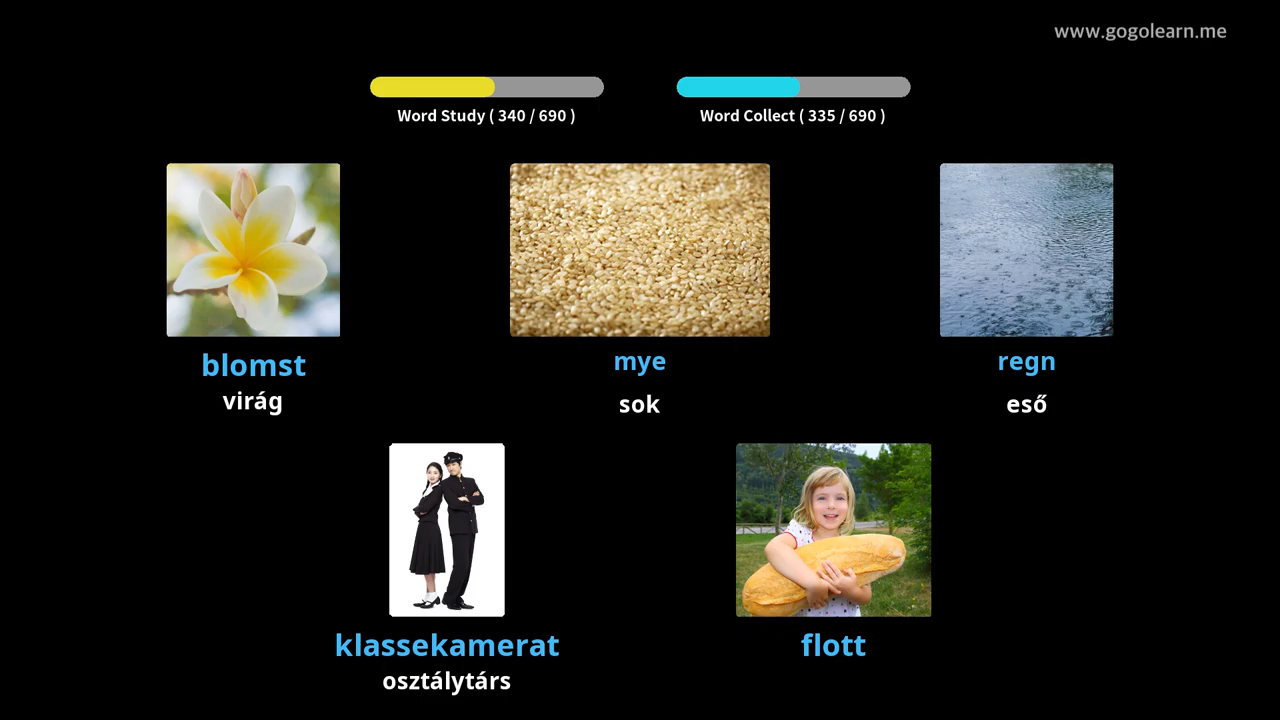 www.gogolearn.me
Word Study ( 340 / 690 )
Word Collect ( 335 / 690 )
blomst
mye
regn
virág
sok
eső
klassekamerat
flott
osztálytárs